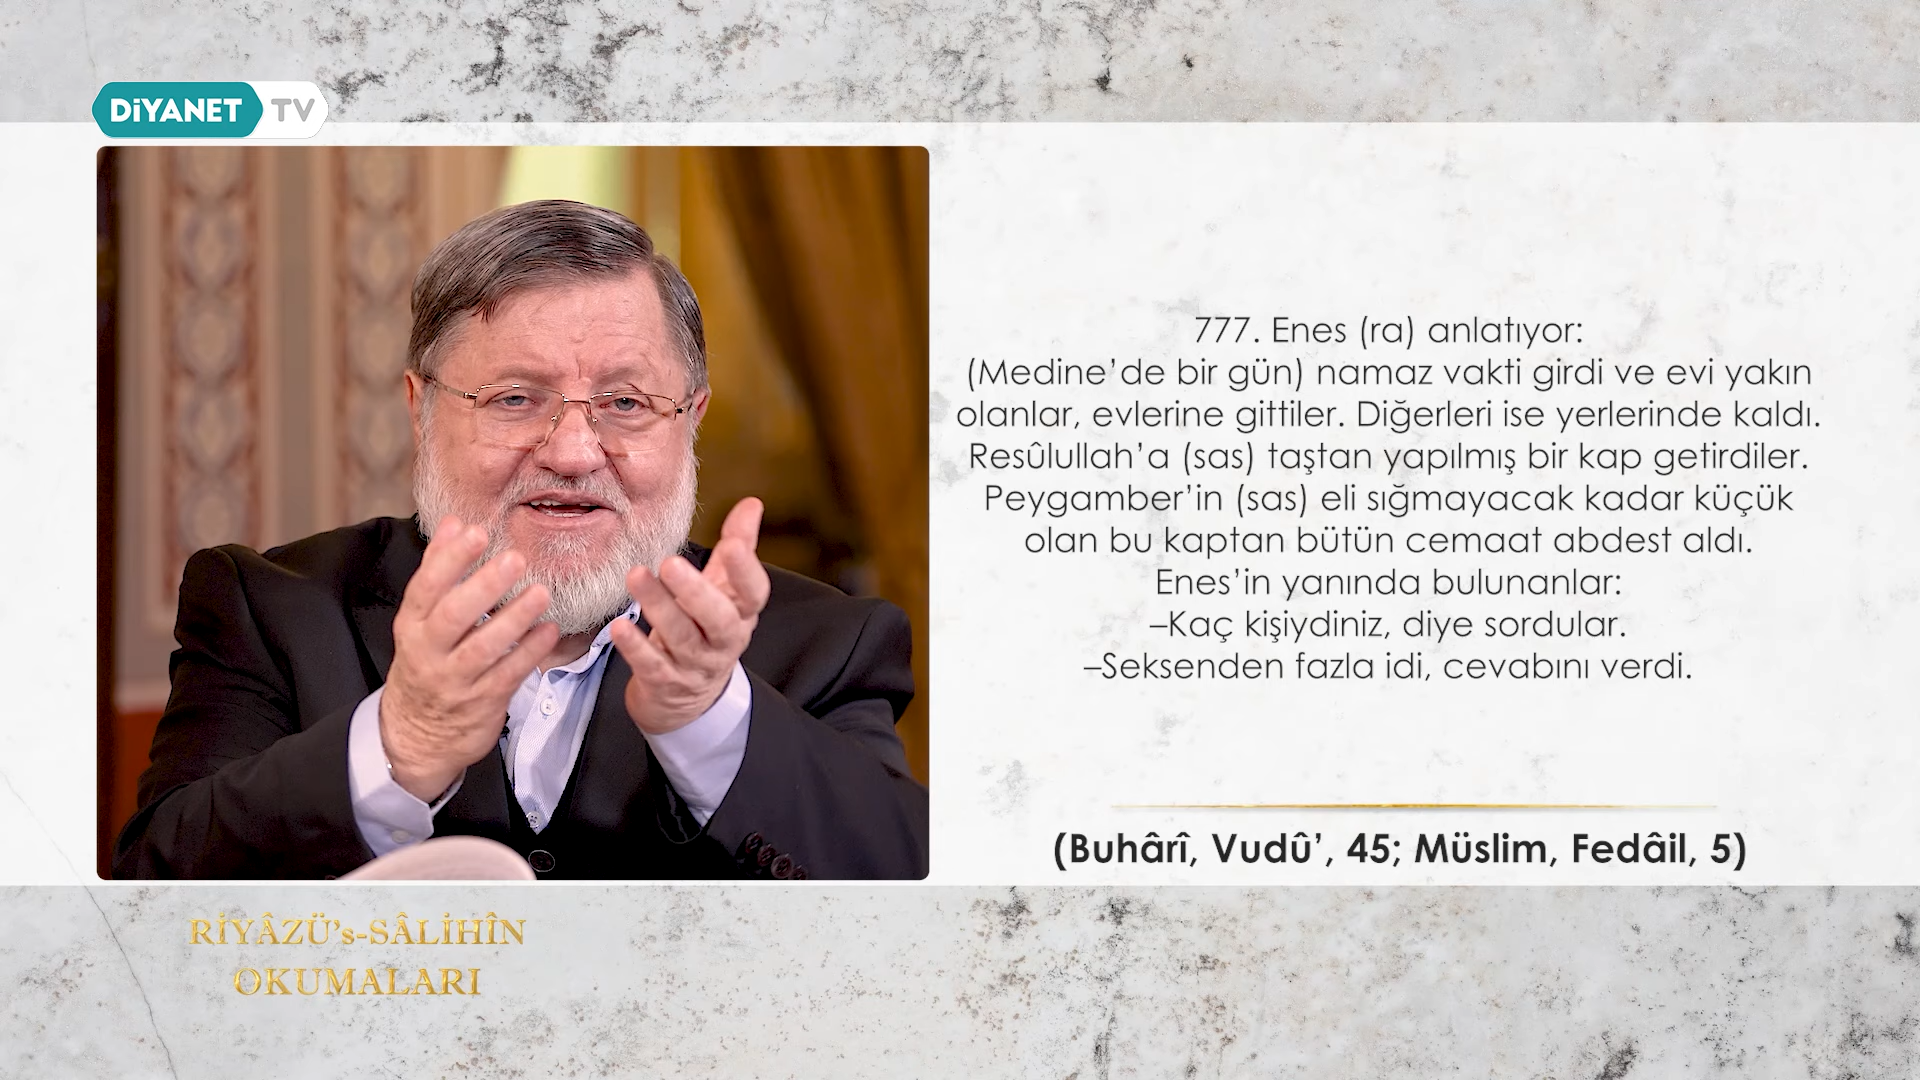 DİYANET TV
777. Enes (ra) anlatıyor:
(Medine’de bir gün) namaz vakti girdi ve evi yakın
olanlar, evlerine gittiler. Diğerleri ise yerlerinde kaldı.
Resûlullah’a (sas) taştan yapılmış bir kap getirdiler.
Peygamber’in (sas) eli sığmayacak kadar küçük
olan bu kaptan bütün cemaat abdest aldı.
Enes’in yanında bulunanlar:
–Kaç kişiydiniz, diye sordular.
–Seksenden fazla idi, cevabını verdi.
(Buhârî, Vudû’, 45; Müslim, Fedâil, 5)
RİYÂZÜ’s-SÂLİHÎN
OKUMALARI